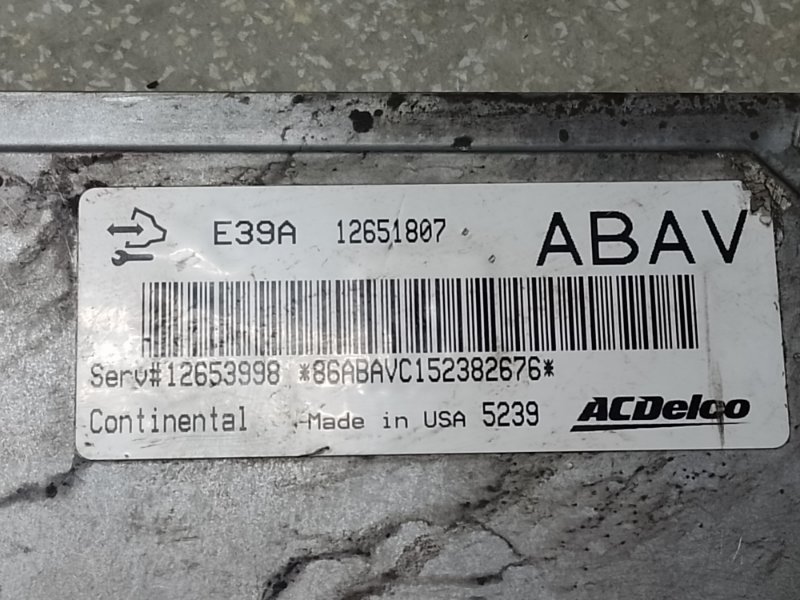 E39A 12651807 ABAV
Serv#12653998 *86ABAVC152382676*
Continental Made in USA 5239 ACDelco